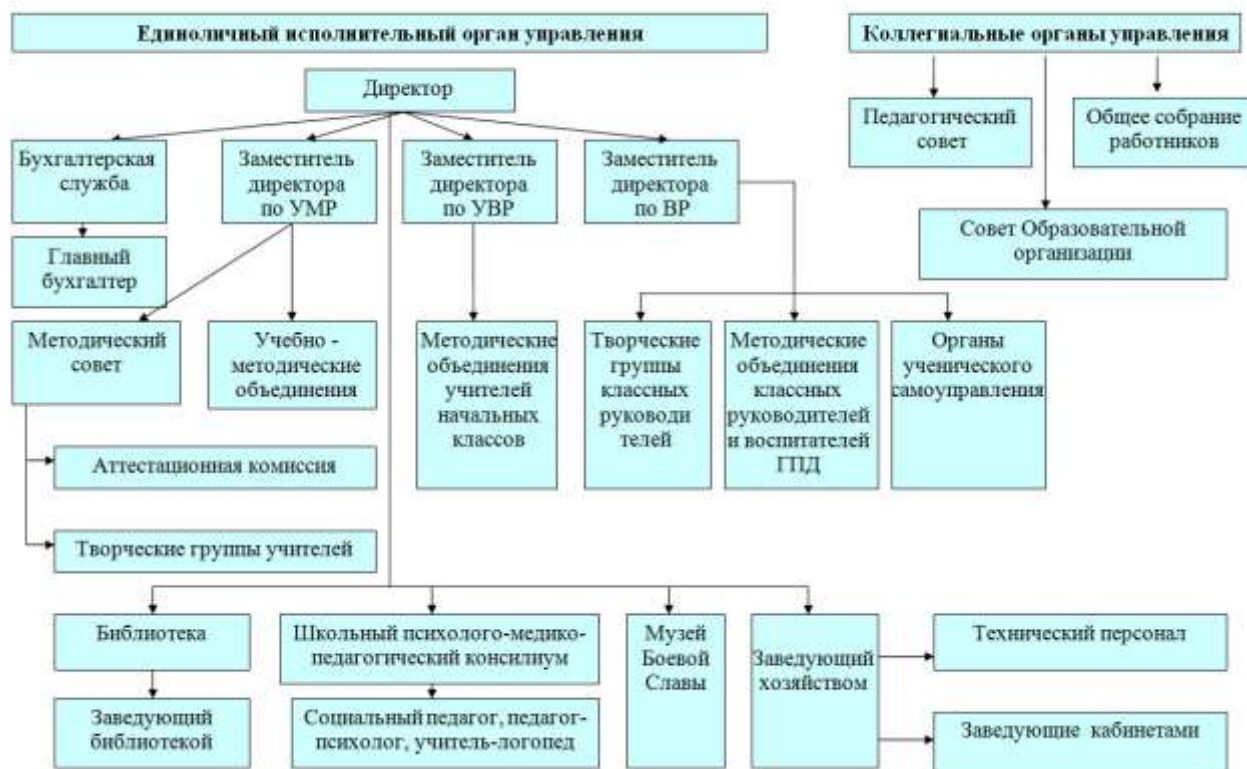 Единоличный исполнительный орган управления
Коллегиальные органы управления
Директор
Педагогический
совет
Общее собрание
работников
Бухгалтерская
служба
Заместитель
директора
по УМР
Заместитель
директора
по УВР
Заместитель
директора
по ВР
Совет Образовательной
организации
Главный
бухгалтер
Методический
совет
Учебно -
методические
объединения
Методические
объединения
учителей
начальных
классов
Творческие
группы
классных
руководи
телей
Методические
объединения
классных
руководителей
и воспитателей
ГПД
Органы
ученического
самоуправления
Аттестационная комиссия
Творческие группы учителей
Библиотека
Школьный психолого-медико-
педагогический консилиум
Музей
Боевой
Славы
Заведующий
хозяйством
Технический персонал
Заведующий
библиотекой
Социальный педагог, педагог-
психолог, учитель-логопед
Заведующие кабинетами